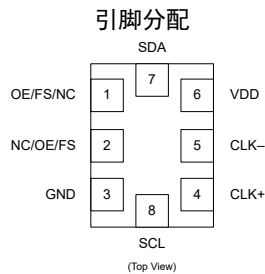 引脚分配
SDA
7
OE/FS/NC 1 6 VDD
NC/OE/FS 2 5 CLK–
GND 3 4 CLK+
8
SCL
(Top View)